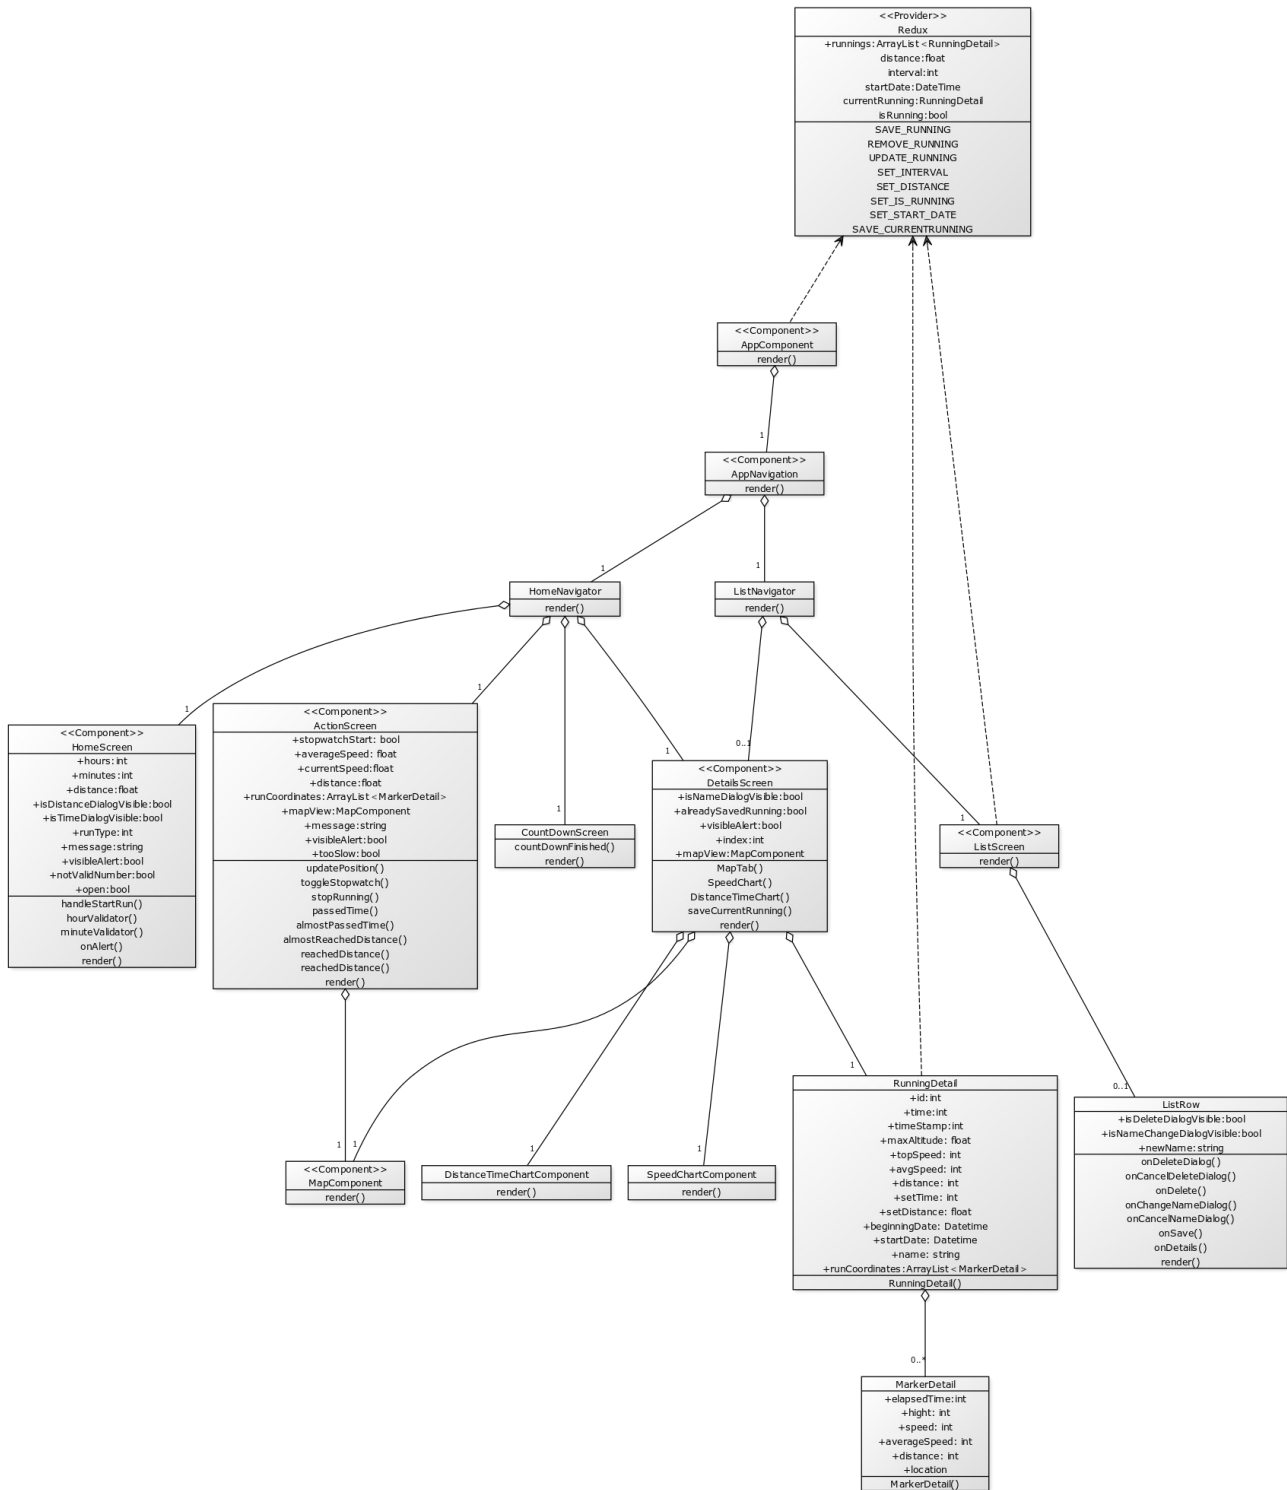 <<Provider>>
Redux
+runnings:ArrayList<RunningDetail>
distance:float
interval:int
startDate:DateTime
currentRunning:RunningDetail
isRunning:bool
SAVE_RUNNING
REMOVE_RUNNING
UPDATE_RUNNING
SET_INTERVAL
SET_DISTANCE
SET_IS_RUNNING
SET_START_DATE
SAVE_CURRENTRUNNING
<<Component>>
AppComponent
render()
1
<<Component>>
AppNavigation
render()
1
1
HomeNavigator
render()
ListNavigator
render()
1
<<Component>>
HomeScreen
+hours:int
+minutes:int
+distance:float
+isDistanceDialogVisible:bool
+isTimeDialogVisible:bool
+runType:int
+message:string
+visibleAlert:bool
+notValidNumber:bool
+open:bool
handleStartRun()
hourValidator()
minuteValidator()
onAlert()
render()
1
<<Component>>
ActionScreen
+stopwatchStart: bool
+averageSpeed: float
+currentSpeed:float
+distance:float
+runCoordinates:ArrayList<MarkerDetail>
+mapView:MapComponent
+message:string
+visibleAlert:bool
+tooSlow:bool
updatePosition()
toggleStopwatch()
stopRunning()
passedTime()
almostPassedTime()
almostReachedDistance()
reachedDistance()
reachedDistance()
render()
1
CountDownScreen
countDownFinished()
render()
1
0..1
<<Component>>
DetailsScreen
+isNameDialogVisible:bool
+alreadySavedRunning:bool
+visibleAlert:bool
+index:int
+mapView:MapComponent
MapTab()
SpeedChart()
DistanceTimeChart()
saveCurrentRunning()
render()
1
<<Component>>
ListScreen
render()
1
1
<<Component>>
MapComponent
render()
1
DistanceTimeChartComponent
render()
1
SpeedChartComponent
render()
1
RunningDetail
+id:int
+time:int
+timeStamp:int
+maxAltitude: float
+topSpeed: int
+avgSpeed: int
+distance: int
+setTime: int
+setDistance: float
+beginningDate: Datetime
+startDate: Datetime
+name: string
+runCoordinates:ArrayList<MarkerDetail>
RunningDetail()
0..1
ListRow
+isDeleteDialogVisible:bool
+isNameChangeDialogVisible:bool
+newName:string
onDeleteDialog()
onCancelDeleteDialog()
onDelete()
onChangeNameDialog()
onCancelNameDialog()
onSave()
onDetails()
render()
0..*
MarkerDetail
+elapsedTime:int
+hight: int
+speed: int
+averageSpeed: int
+distance: int
+location
MarkerDetail()